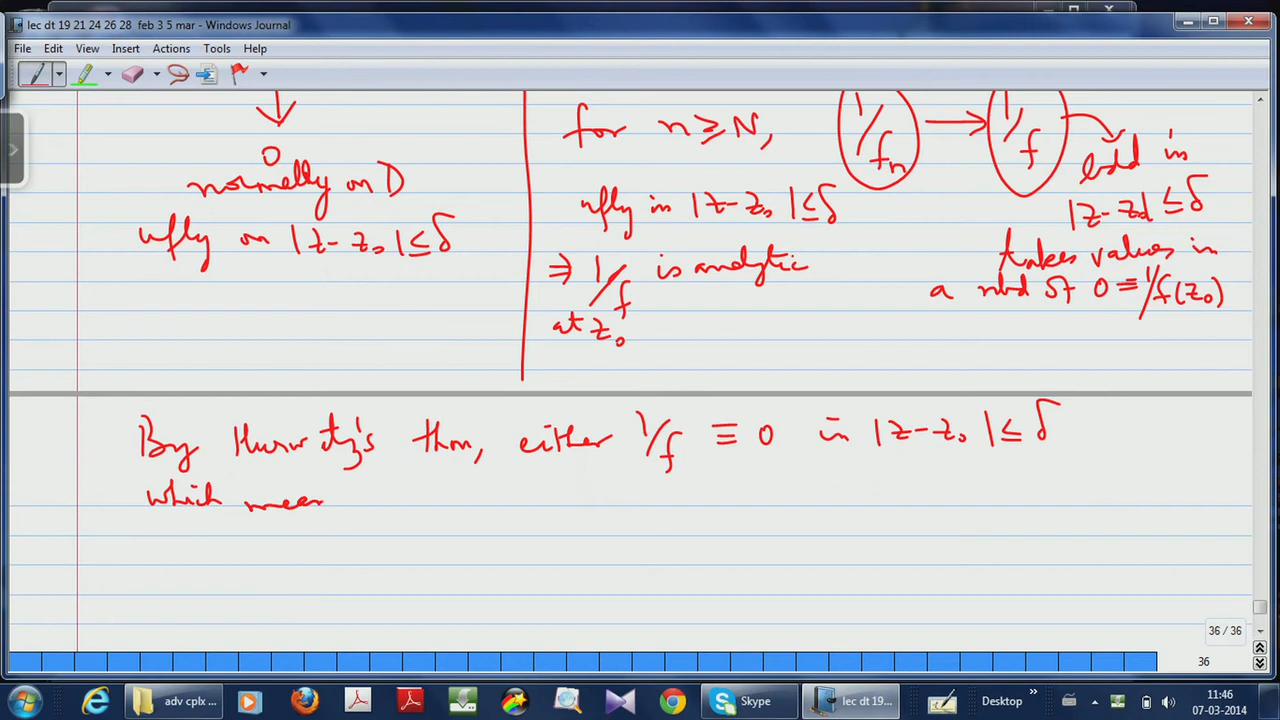 lec dt 19 21 24 26 28 feb 3 5 mar - Windows Journal
File Edit View Insert Actions Tools Help
0
normally on D
ufly on |z - z₀| ≤ δ
for n ≥ N, 1/fₙ → 1/f
ufly in |z - z₀| ≤ δ
⇒ 1/f is analytic
at z₀
bdd in
|z - z₀| ≤ δ
takes values in
a nbd of 0 = 1/f(z₀)
By Hurwitz's thm, either 1/f ≡ 0 in |z - z₀| ≤ δ
which mean
36 / 36
36
adv cplx ...
Skype
lec dt 19...
Desktop
»
11:46
07-03-2014